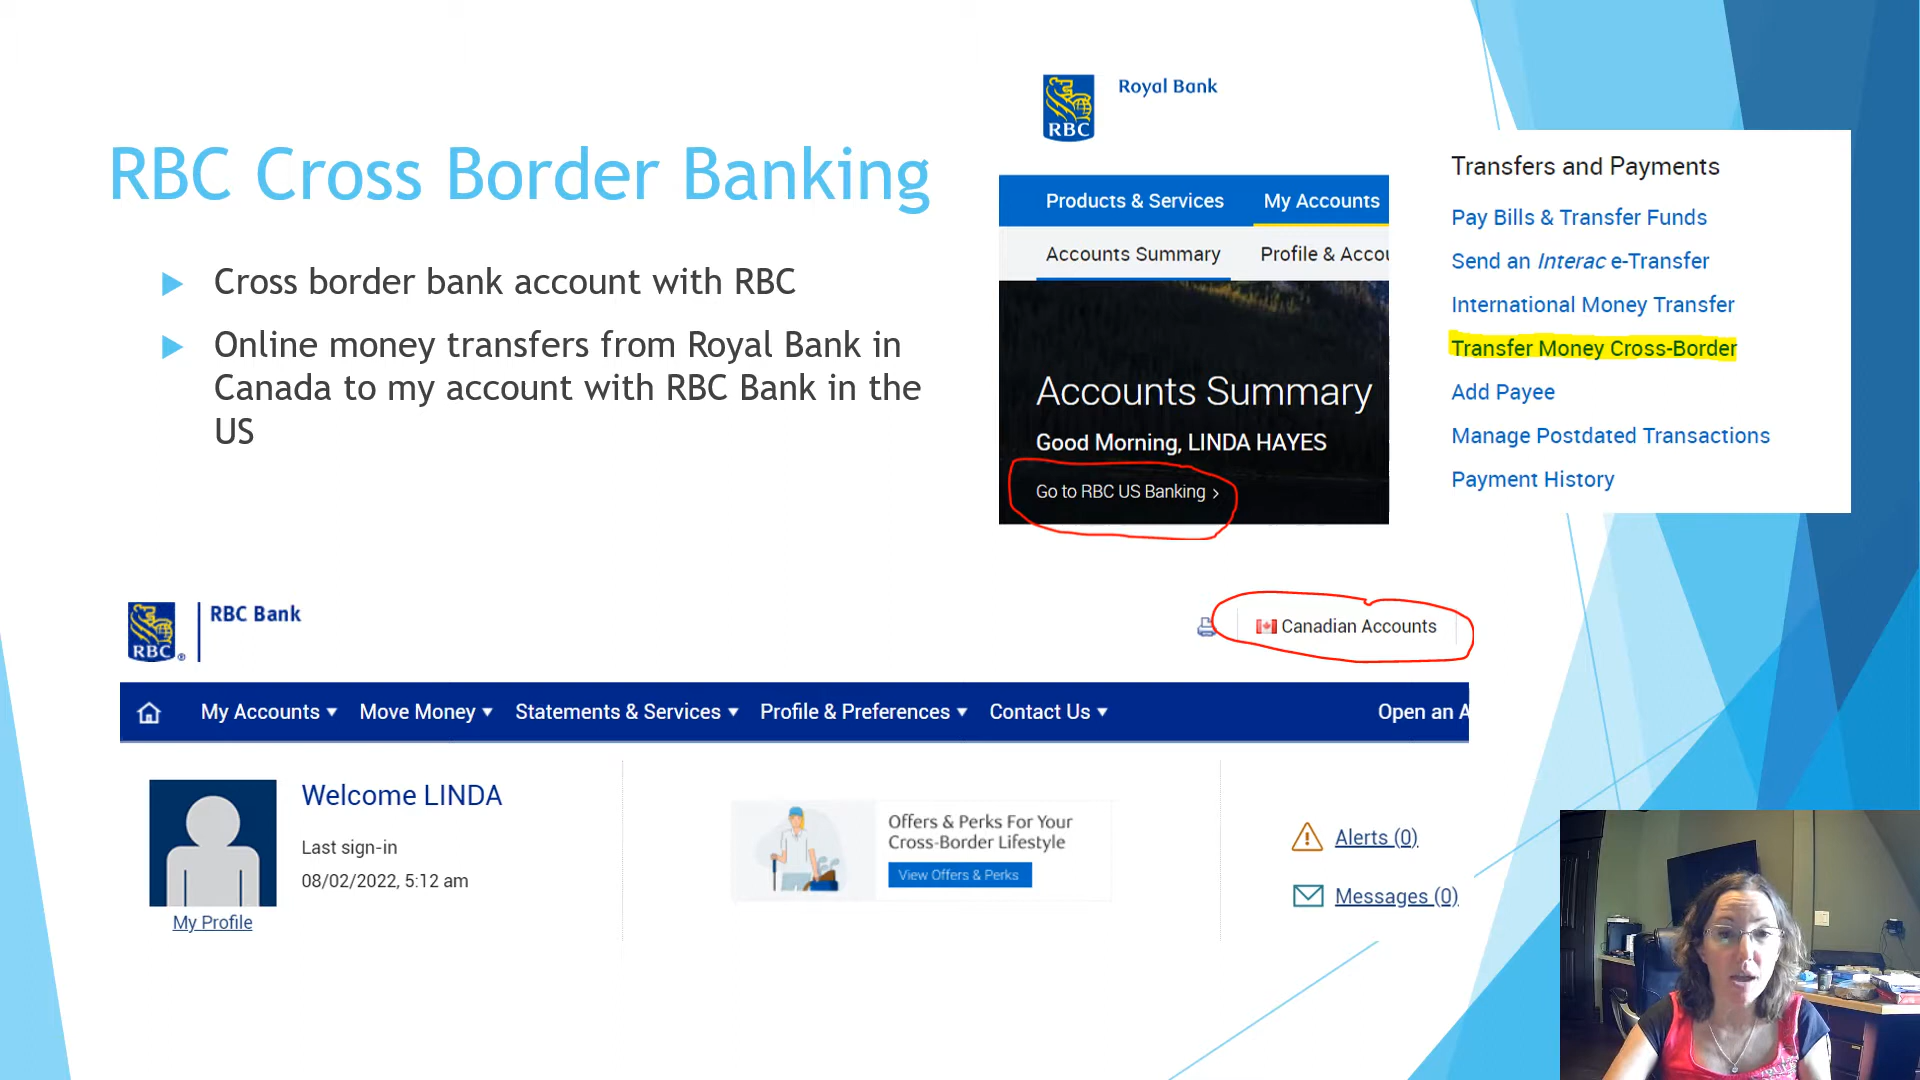 RBC Cross Border Banking
Cross border bank account with RBC
Online money transfers from Royal Bank in
Canada to my account with RBC Bank in the
US
RBC
Royal Bank
Products & Services My Accounts
Accounts Summary Profile & Accou
Accounts Summary
Good Morning, LINDA HAYES
Go to RBC US Banking ›
Transfers and Payments
Pay Bills & Transfer Funds
Send an Interac e-Transfer
International Money Transfer
Transfer Money Cross-Border
Add Payee
Manage Postdated Transactions
Payment History
RBC ®
RBC Bank
Canadian Accounts
My Accounts Move Money Statements & Services Profile & Preferences Contact Us Open an A
Welcome LINDA
Last sign-in
08/02/2022, 5:12 am
My Profile
Offers & Perks For Your
Cross-Border Lifestyle
View Offers & Perks
Alerts (0)
Messages (0)